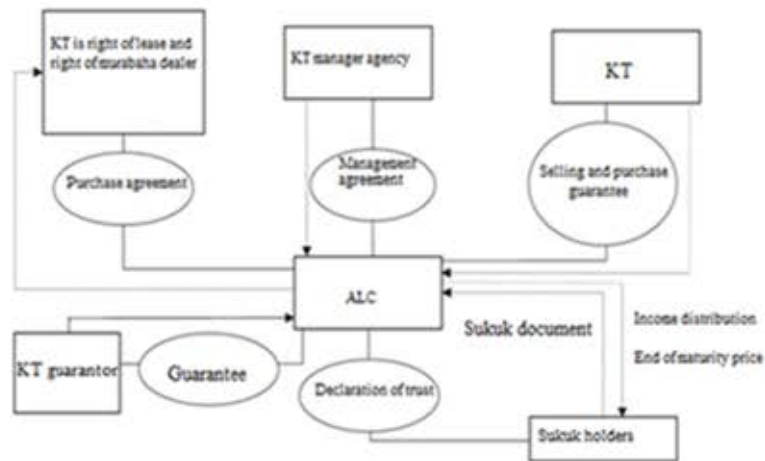 KT is right of lease and
right of murabaha dealer
KT manager agency
KT
Purchase agreement
Management
agreement
Selling and purchase
guarantee
ALC
Sukuk document
Income distribution
End of maturity price
KT guarantor
Guarantee
Declaration of trust
Sukuk holders